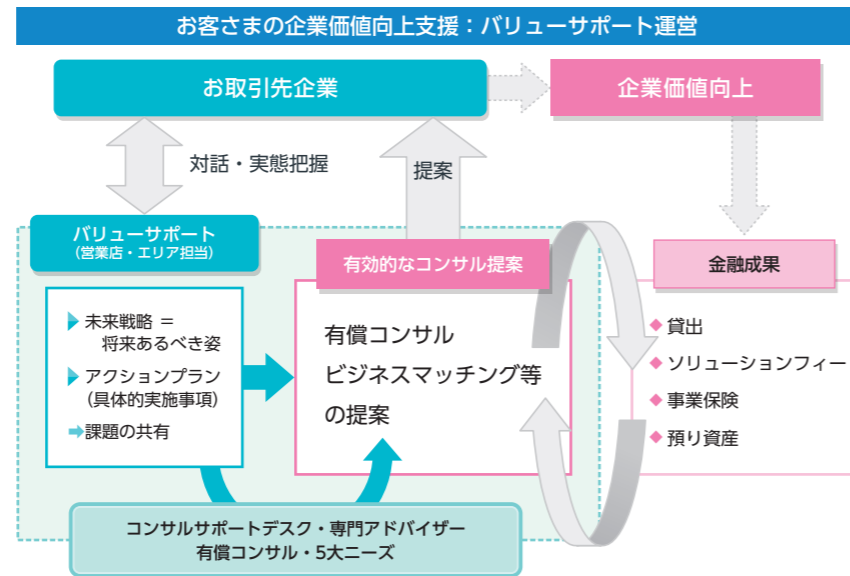 お客さまの企業価値向上支援：バリューサポート運営
お取引先企業
企業価値向上
対話・実態把握
提案
バリューサポート
（営業店・エリア担当）
有効的なコンサル提案
金融成果
未来戦略 ＝
将来あるべき姿
アクションプラン
（具体的実施事項）
課題の共有
有償コンサル
ビジネスマッチング等
の提案
貸出
ソリューションフィー
事業保険
預り資産
コンサルサポートデスク・専門アドバイザー
有償コンサル・5大ニーズ